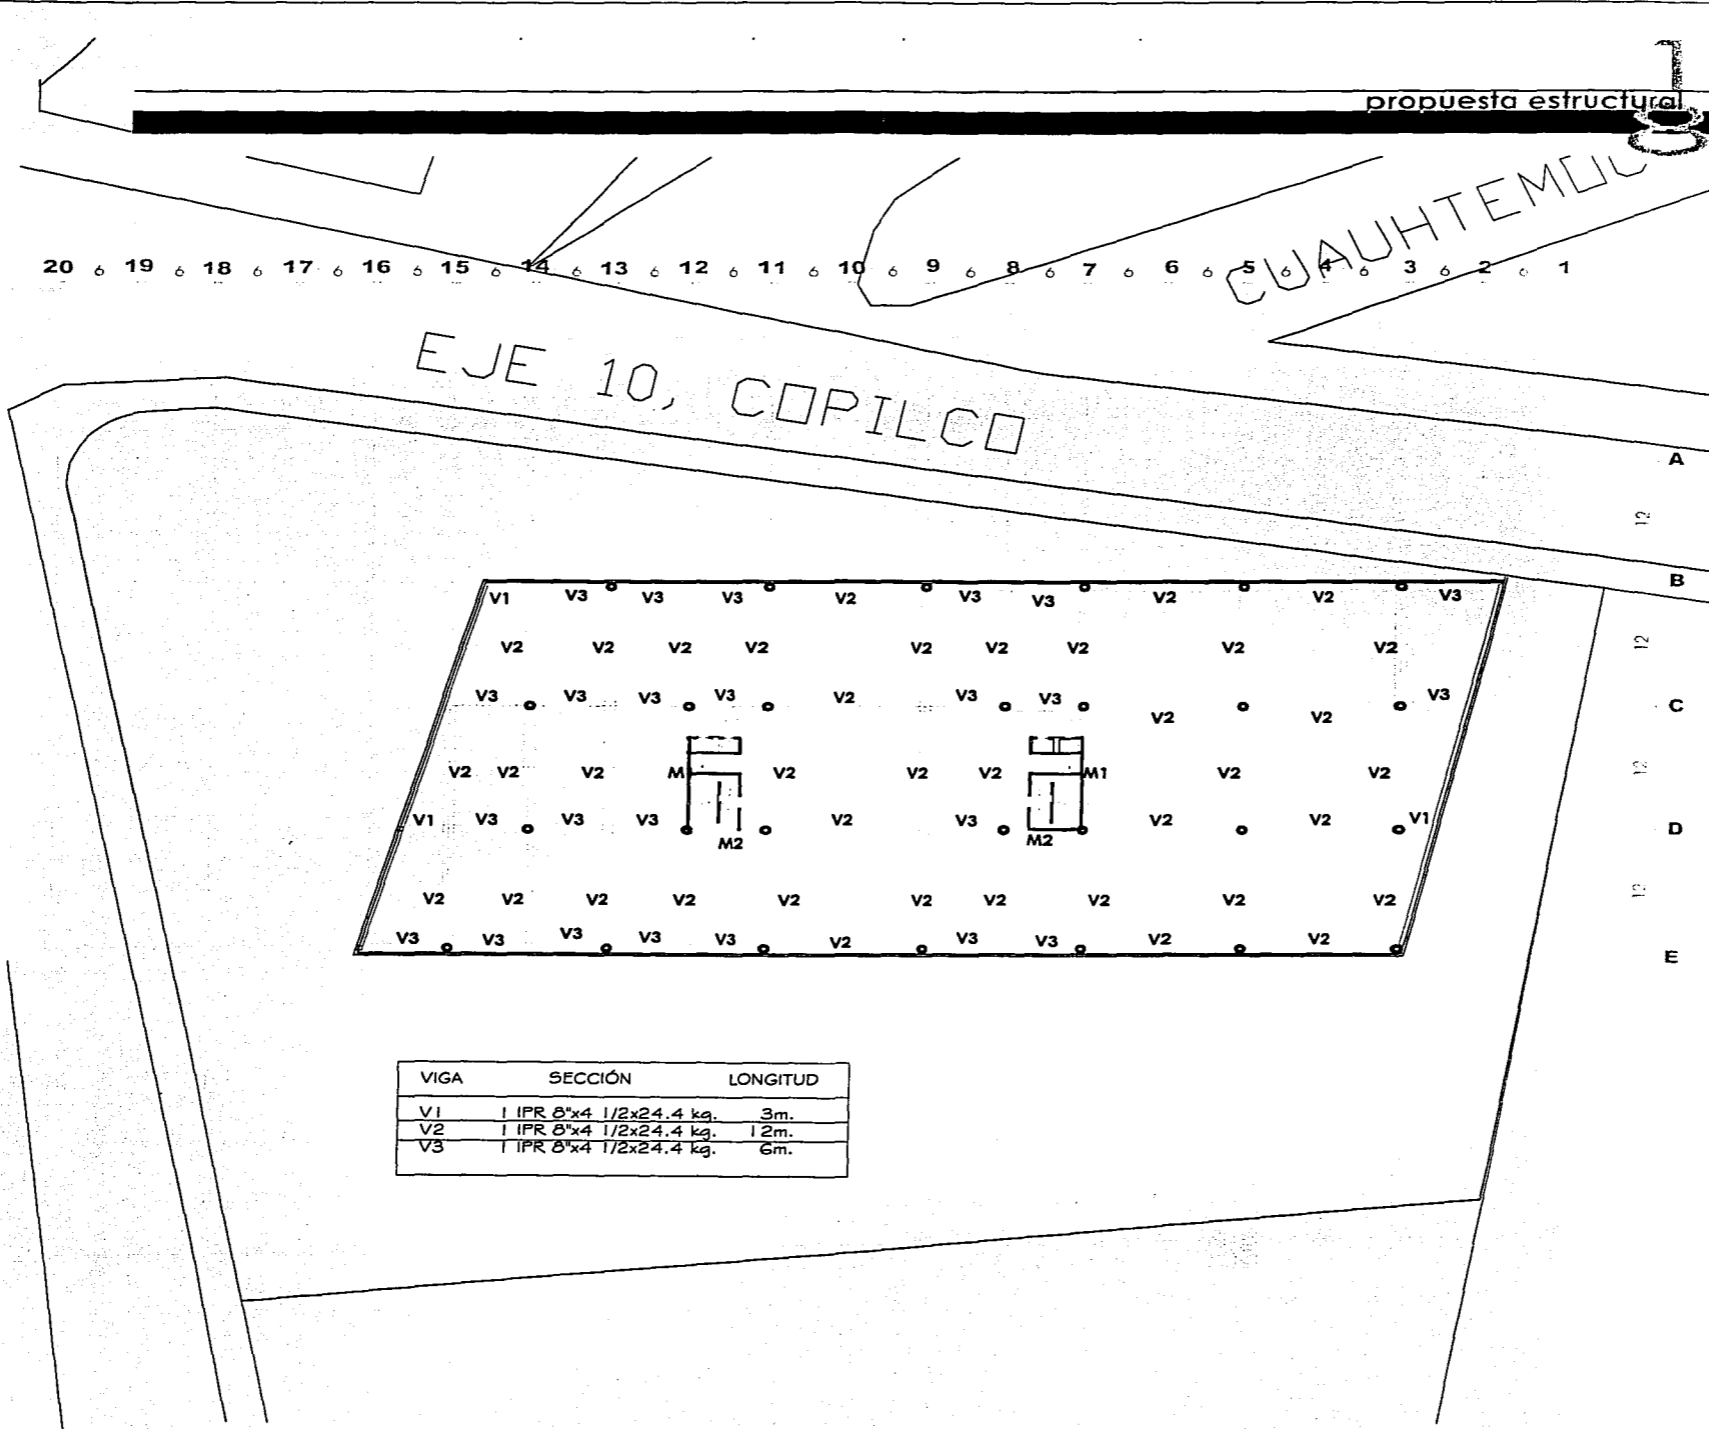 propuesta estructural
CUAUHTEMOC
20 6 19 6 18 6 17 6 16 6 15 6 14 6 13 6 12 6 11 6 10 6 9 6 8 6 7 6 6 6 5 6 4 6 3 6 2 6 1
EJE 10, COPILCO
A
12
B
V1 V3 V3 V3 V2 V3 V3 V2 V2 V3
12
V2 V2 V2 V2 V2 V2 V2 V2 V2
V3 V3 V3 V3 V2 V3 V3 V2 V2 V3
C
V2 V2 V2 M V2 V2 V2 M1 V2 V2
12
V1 V3 V3 V3 V2 V3 V2 V2 V1
D
M2 M2
V2 V2 V2 V2 V2 V2 V2 V2 V2 V2
12
V3 V3 V3 V3 V3 V2 V3 V3 V2 V2
E
VIGA SECCIÓN LONGITUD
V1 1 IPR 8"x4 1/2x24.4 kg. 3m.
V2 1 IPR 8"x4 1/2x24.4 kg. 12m.
V3 1 IPR 8"x4 1/2x24.4 kg. 6m.